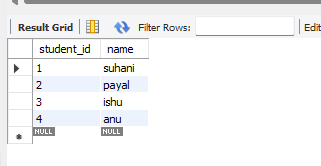 Result Grid Filter Rows: Edit
student_id name
1 suhani
2 payal
3 ishu
4 anu
NULL NULL